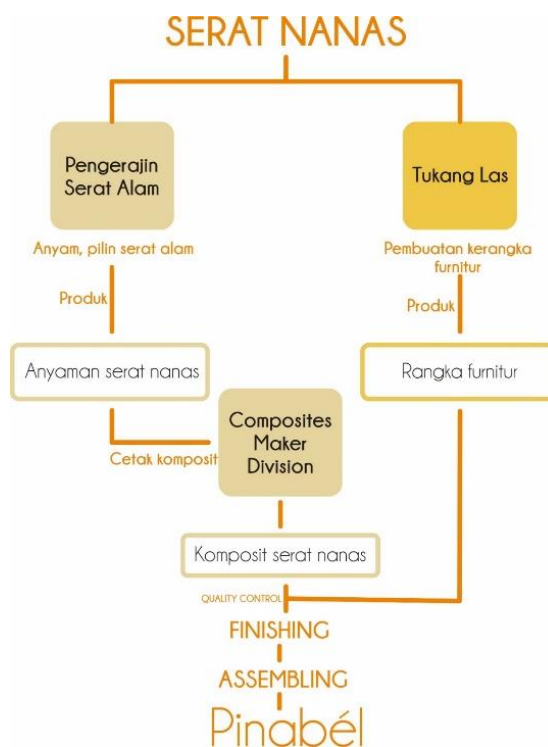 SERAT NANAS
Pengerajin
Serat Alam
Tukang Las
Anyam, pilin serat alam
Pembuatan kerangka
furnitur
Produk
Produk
Anyaman serat nanas
Rangka furnitur
Composites
Maker
Division
Cetak komposit
Komposit serat nanas
QUALITY CONTROL
FINISHING
ASSEMBLING
Pinabél